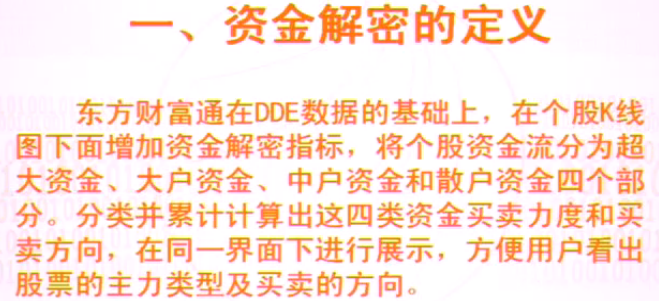 一、资金解密的定义
东方财富通在DDE数据的基础上，在个股K线
图下面增加资金解密指标，将个股资金流分为超
大资金、大户资金、中户资金和散户资金四个部
分。分类并累计计算出这四类资金买卖力度和买
卖方向，在同一界面下进行展示，方便用户看出
股票的主力类型及买卖的方向。